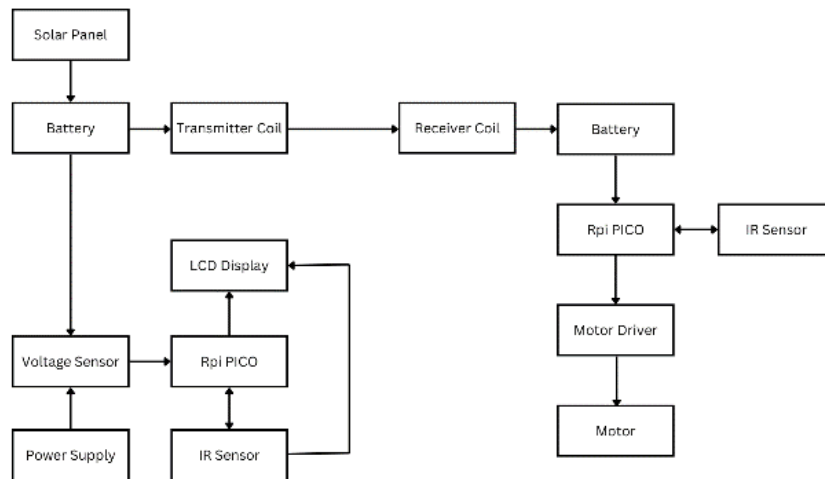 Solar Panel
Battery
Transmitter Coil
Receiver Coil
Battery
Rpi PICO
IR Sensor
LCD Display
Motor Driver
Voltage Sensor
Rpi PICO
Motor
Power Supply
IR Sensor